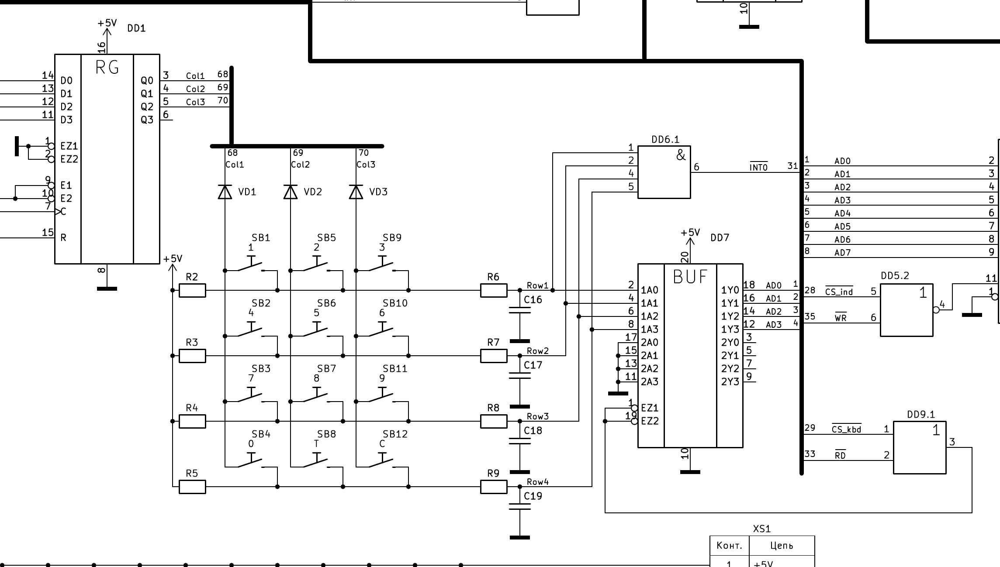 +5V
DD1
16
RG
14 D0
13 D1
12 D2
11 D3
1 EZ1
2 EZ2
9 E1
10 E2
7 C
15 R
8
Q0 3 Col1 68
Q1 4 Col2 69
Q2 5 Col3 70
Q3 6
10
68 69 70
Col1 Col2 Col3
VD1 VD2 VD3
+5V
SB1 SB5 SB9
1 2 3
R2 R6 Row1
C16
SB2 SB6 SB10
4 5 6
R3 R7 Row2
C17
SB3 SB7 SB11
7 8 9
R4 R8 Row3
C18
SB4 SB8 SB12
0 T C
R5 R9 Row4
C19
DD6.1
&
1
2
4
5
6 INT0 31
+5V
DD7
20
BUF
2 1A0
4 1A1
6 1A2
8 1A3
17 2A0
15 2A1
13 2A2
11 2A3
1 EZ1
19 EZ2
10
1Y0 18 AD0 1
1Y1 16 AD1 2
1Y2 14 AD2 3
1Y3 12 AD3 4
2Y0 3
2Y1 5
2Y2 7
2Y3 9
1 AD0 2
2 AD1 3
3 AD2 4
4 AD3 5
5 AD4 6
6 AD5 7
7 AD6 8
8 AD7 9
DD5.2
28 CS_ind 5 1
35 WR 6
4
11
1
DD9.1
29 CS_kbd 1 1
33 RD 2
3
XS1
Конт. Цепь
1 +5V